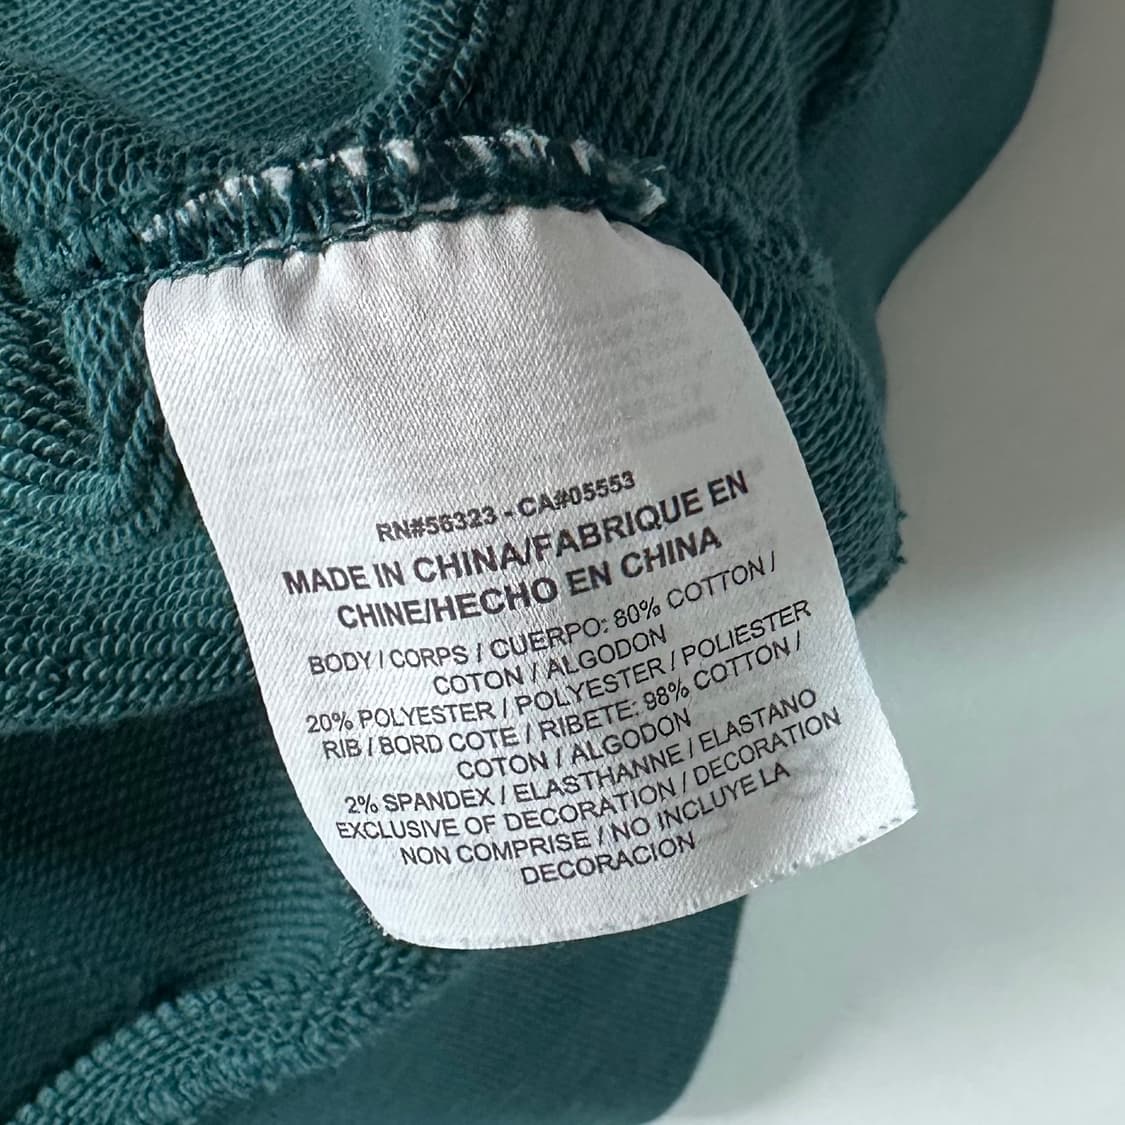 RN#56323 - CA#05553
MADE IN CHINA/FABRIQUE EN
CHINE/HECHO EN CHINA
BODY / CORPS / CUERPO: 80% COTTON /
COTON / ALGODON
20% POLYESTER / POLYESTER / POLIESTER
RIB / BORD COTE / RIBETE: 98% COTTON /
COTON / ALGODON
2% SPANDEX / ELASTHANNE / ELASTANO
EXCLUSIVE OF DECORATION / DECORATION
NON COMPRISE / NO INCLUYE LA
DECORACION